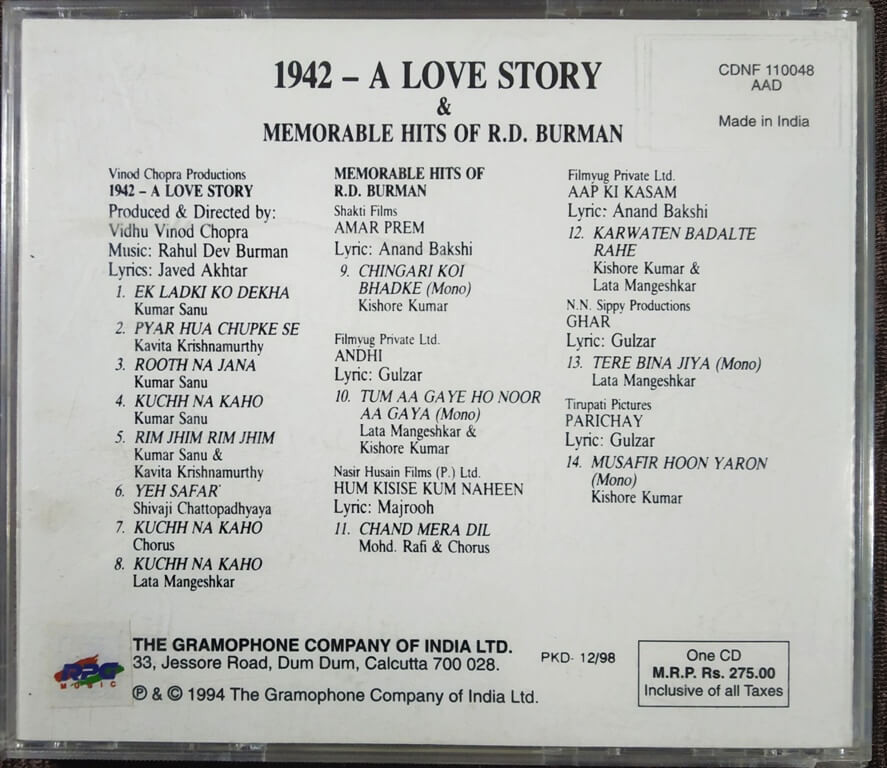 1942 – A LOVE STORY
&
MEMORABLE HITS OF R.D. BURMAN
CDNF 110048
AAD
Made in India
Vinod Chopra Productions
1942 – A LOVE STORY
Produced & Directed by:
Vidhu Vinod Chopra
Music: Rahul Dev Burman
Lyrics: Javed Akhtar
1. EK LADKI KO DEKHA
Kumar Sanu
2. PYAR HUA CHUPKE SE
Kavita Krishnamurthy
3. ROOTH NA JANA
Kumar Sanu
4. KUCHH NA KAHO
Kumar Sanu
5. RIM JHIM RIM JHIM
Kumar Sanu &
Kavita Krishnamurthy
6. YEH SAFAR
Shivaji Chattopadhyaya
7. KUCHH NA KAHO
Chorus
8. KUCHH NA KAHO
Lata Mangeshkar
MEMORABLE HITS OF
R.D. BURMAN
Shakti Films
AMAR PREM
Lyric: Anand Bakshi
9. CHINGARI KOI
BHADKE (Mono)
Kishore Kumar
Filmyug Private Ltd.
ANDHI
Lyric: Gulzar
10. TUM AA GAYE HO NOOR
AA GAYA (Mono)
Lata Mangeshkar &
Kishore Kumar
Nasir Husain Films (P.) Ltd.
HUM KISISE KUM NAHEEN
Lyric: Majrooh
11. CHAND MERA DIL
Mohd. Rafi & Chorus
Filmyug Private Ltd.
AAP KI KASAM
Lyric: Anand Bakshi
12. KARWATEN BADALTE
RAHE
Kishore Kumar &
Lata Mangeshkar
N.N. Sippy Productions
GHAR
Lyric: Gulzar
13. TERE BINA JIYA (Mono)
Lata Mangeshkar
Tirupati Pictures
PARICHAY
Lyric: Gulzar
14. MUSAFIR HOON YARON
(Mono)
Kishore Kumar
RPG
MUSIC
THE GRAMOPHONE COMPANY OF INDIA LTD.
33, Jessore Road, Dum Dum, Calcutta 700 028.
℗ & © 1994 The Gramophone Company of India Ltd.
PKD- 12/98
One CD
M.R.P. Rs. 275.00
Inclusive of all Taxes